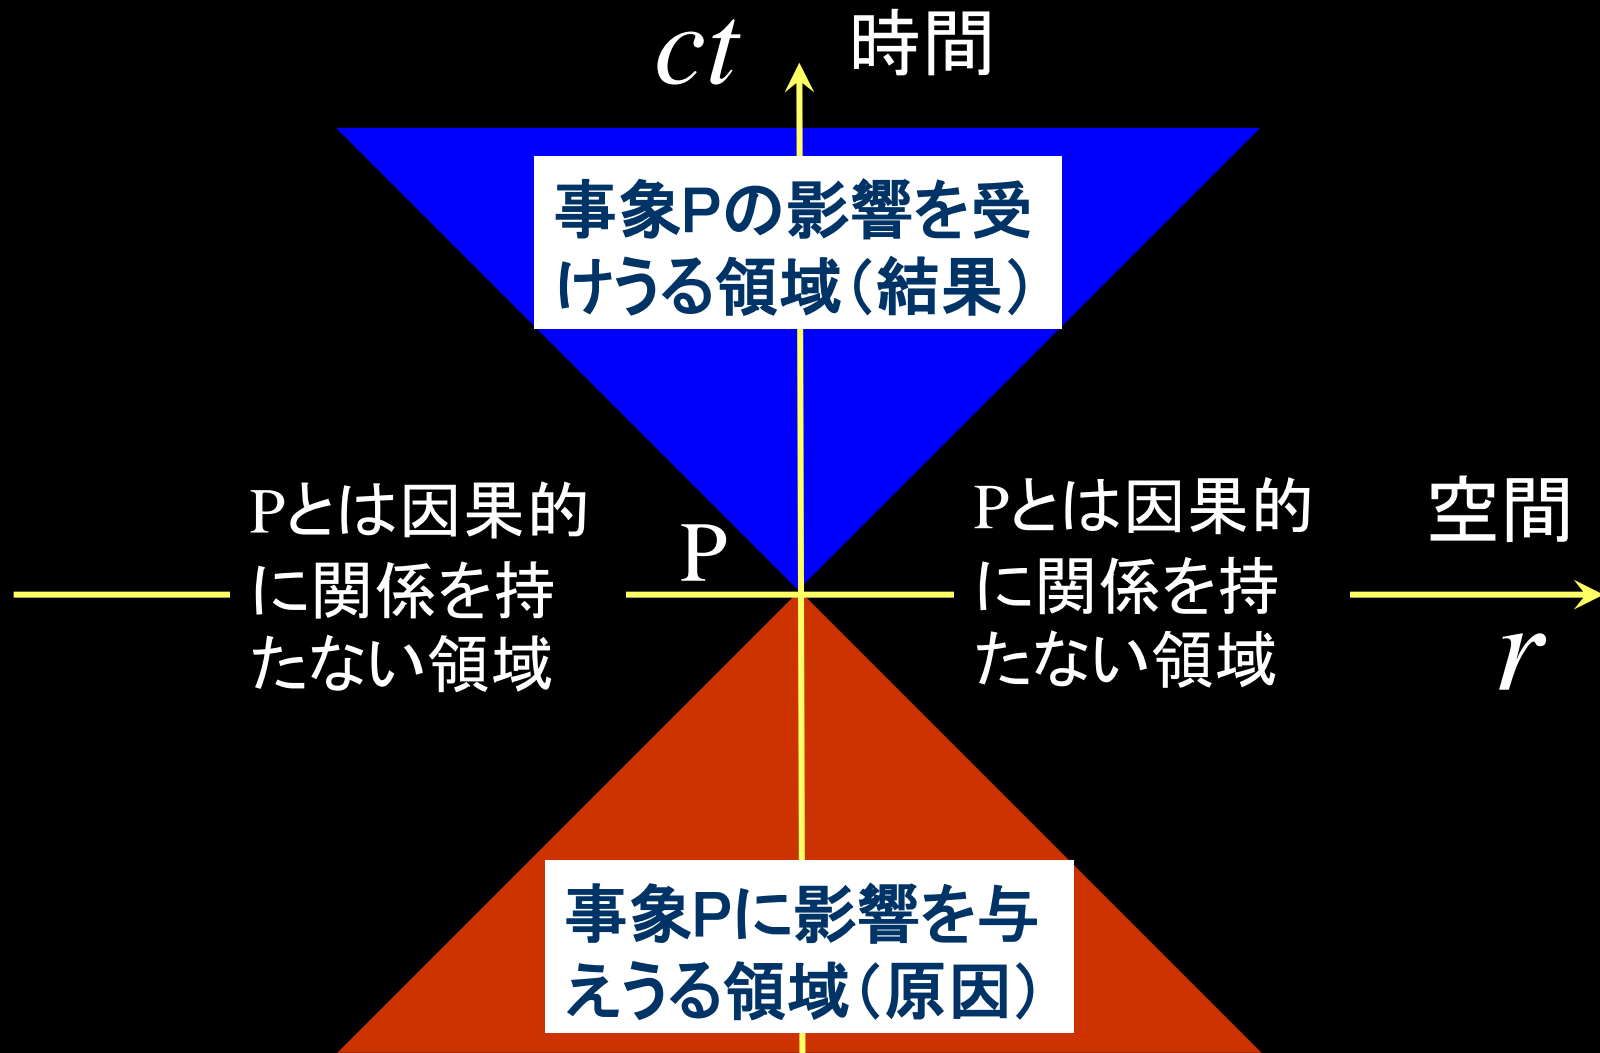 ct
時間
事象Pの影響を受
けうる領域（結果）
Pとは因果的
に関係を持
たない領域
P
Pとは因果的
に関係を持
たない領域
空間
r
事象Pに影響を与
えうる領域（原因）